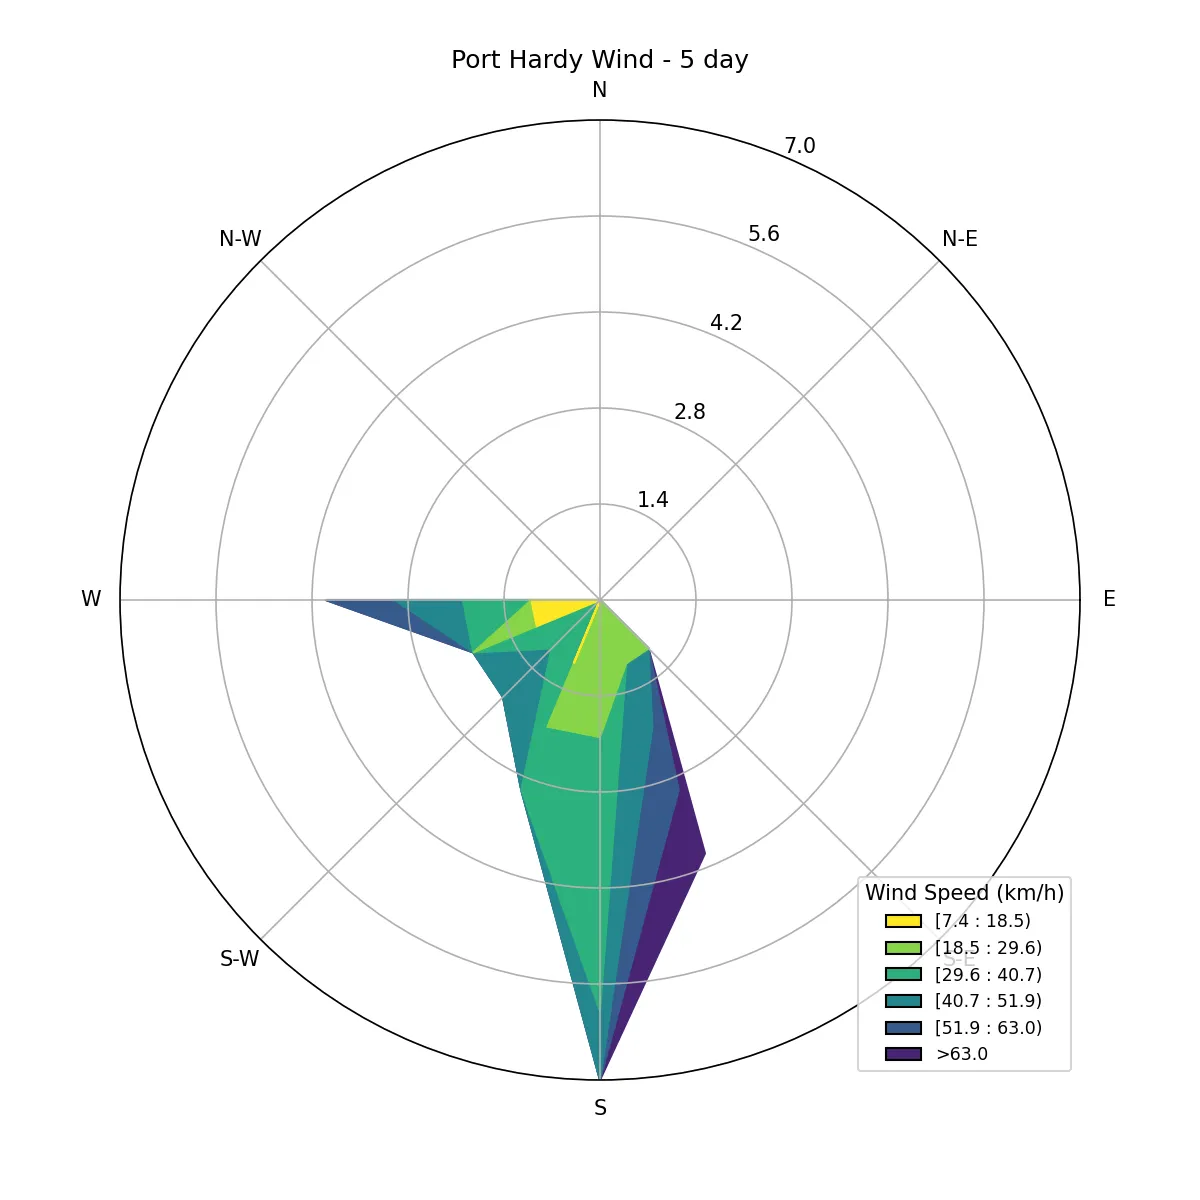 Port Hardy Wind - 5 day
N
7.0
N-W
5.6
N-E
4.2
2.8
1.4
W
E
Wind Speed (km/h)
[7.4 : 18.5)
[18.5 : 29.6)
S-W
S-E
[29.6 : 40.7)
[40.7 : 51.9)
[51.9 : 63.0)
>63.0
S